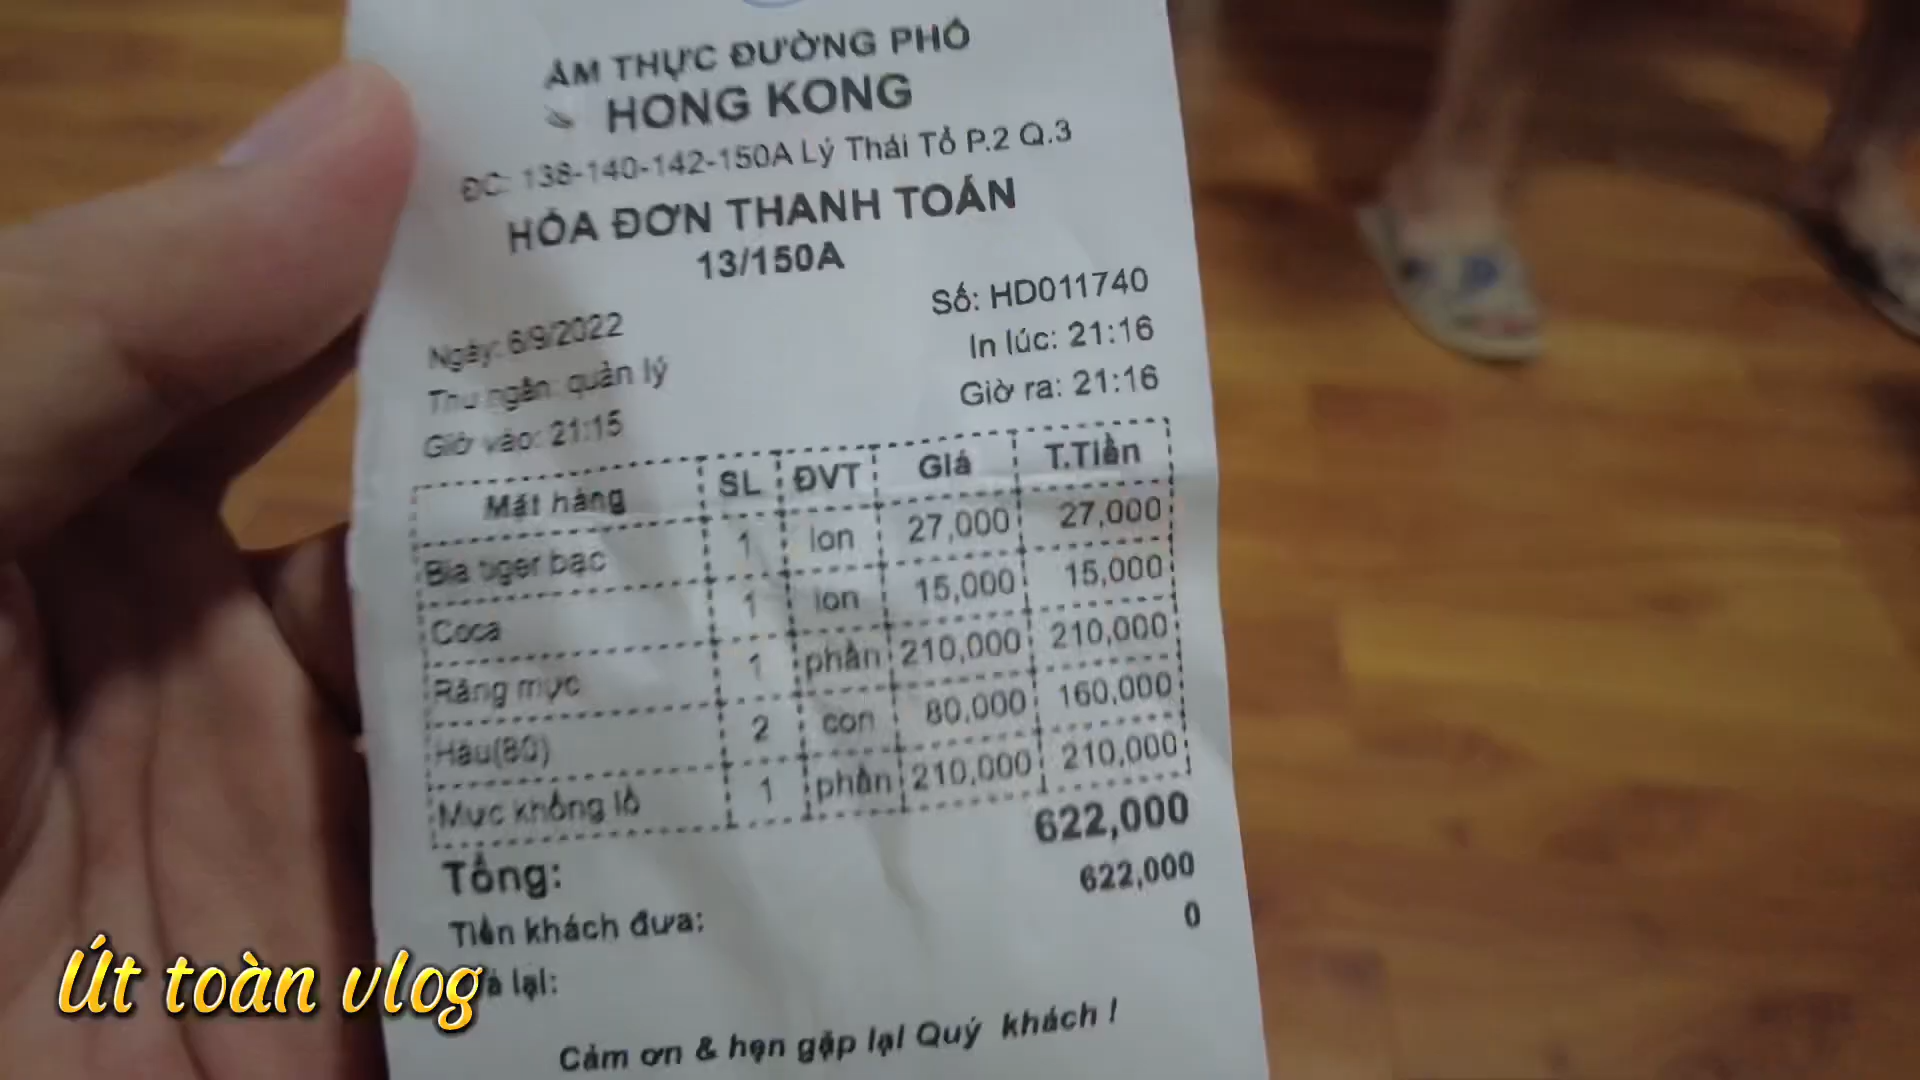 ẨM THỰC ĐƯỜNG PHỐ
HONG KONG
ĐC: 138-140-142-150A Lý Thái Tổ P.2 Q.3
HÓA ĐƠN THANH TOÁN
13/150A
Số: HD011740
Ngày: 6/9/2022 In lúc: 21:16
Thu ngân: quản lý Giờ ra: 21:16
Giờ vào: 21:15
Mặt hàng SL ĐVT Giá T.Tiền
Bia tiger bạc 1 lon 27,000 27,000
Coca 1 lon 15,000 15,000
Răng mực 1 phần 210,000 210,000
Hàu(80) 2 con 80,000 160,000
Mực khổng lồ 1 phần 210,000 210,000
Tổng: 622,000
Tiền khách đưa: 622,000
lại: 0
Cảm ơn & hẹn gặp lại Quý khách !
Út toàn vlog